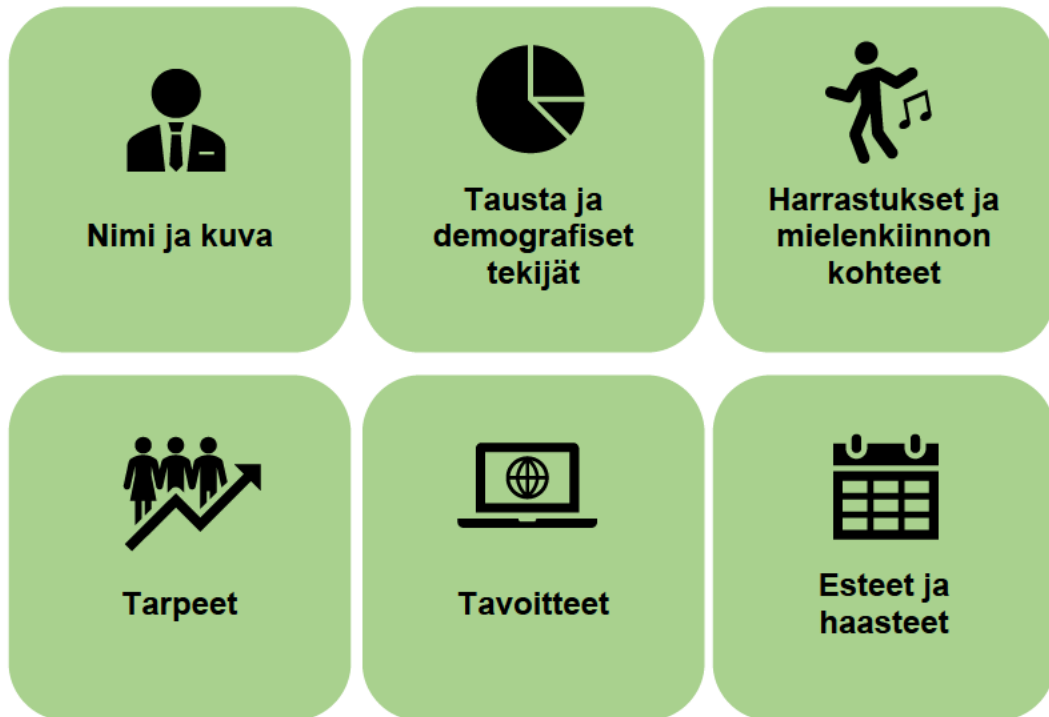 Nimi ja kuva
Tausta ja
demografiset
tekijät
Harrastukset ja
mielenkiinnon
kohteet
Tarpeet
Tavoitteet
Esteet ja
haasteet